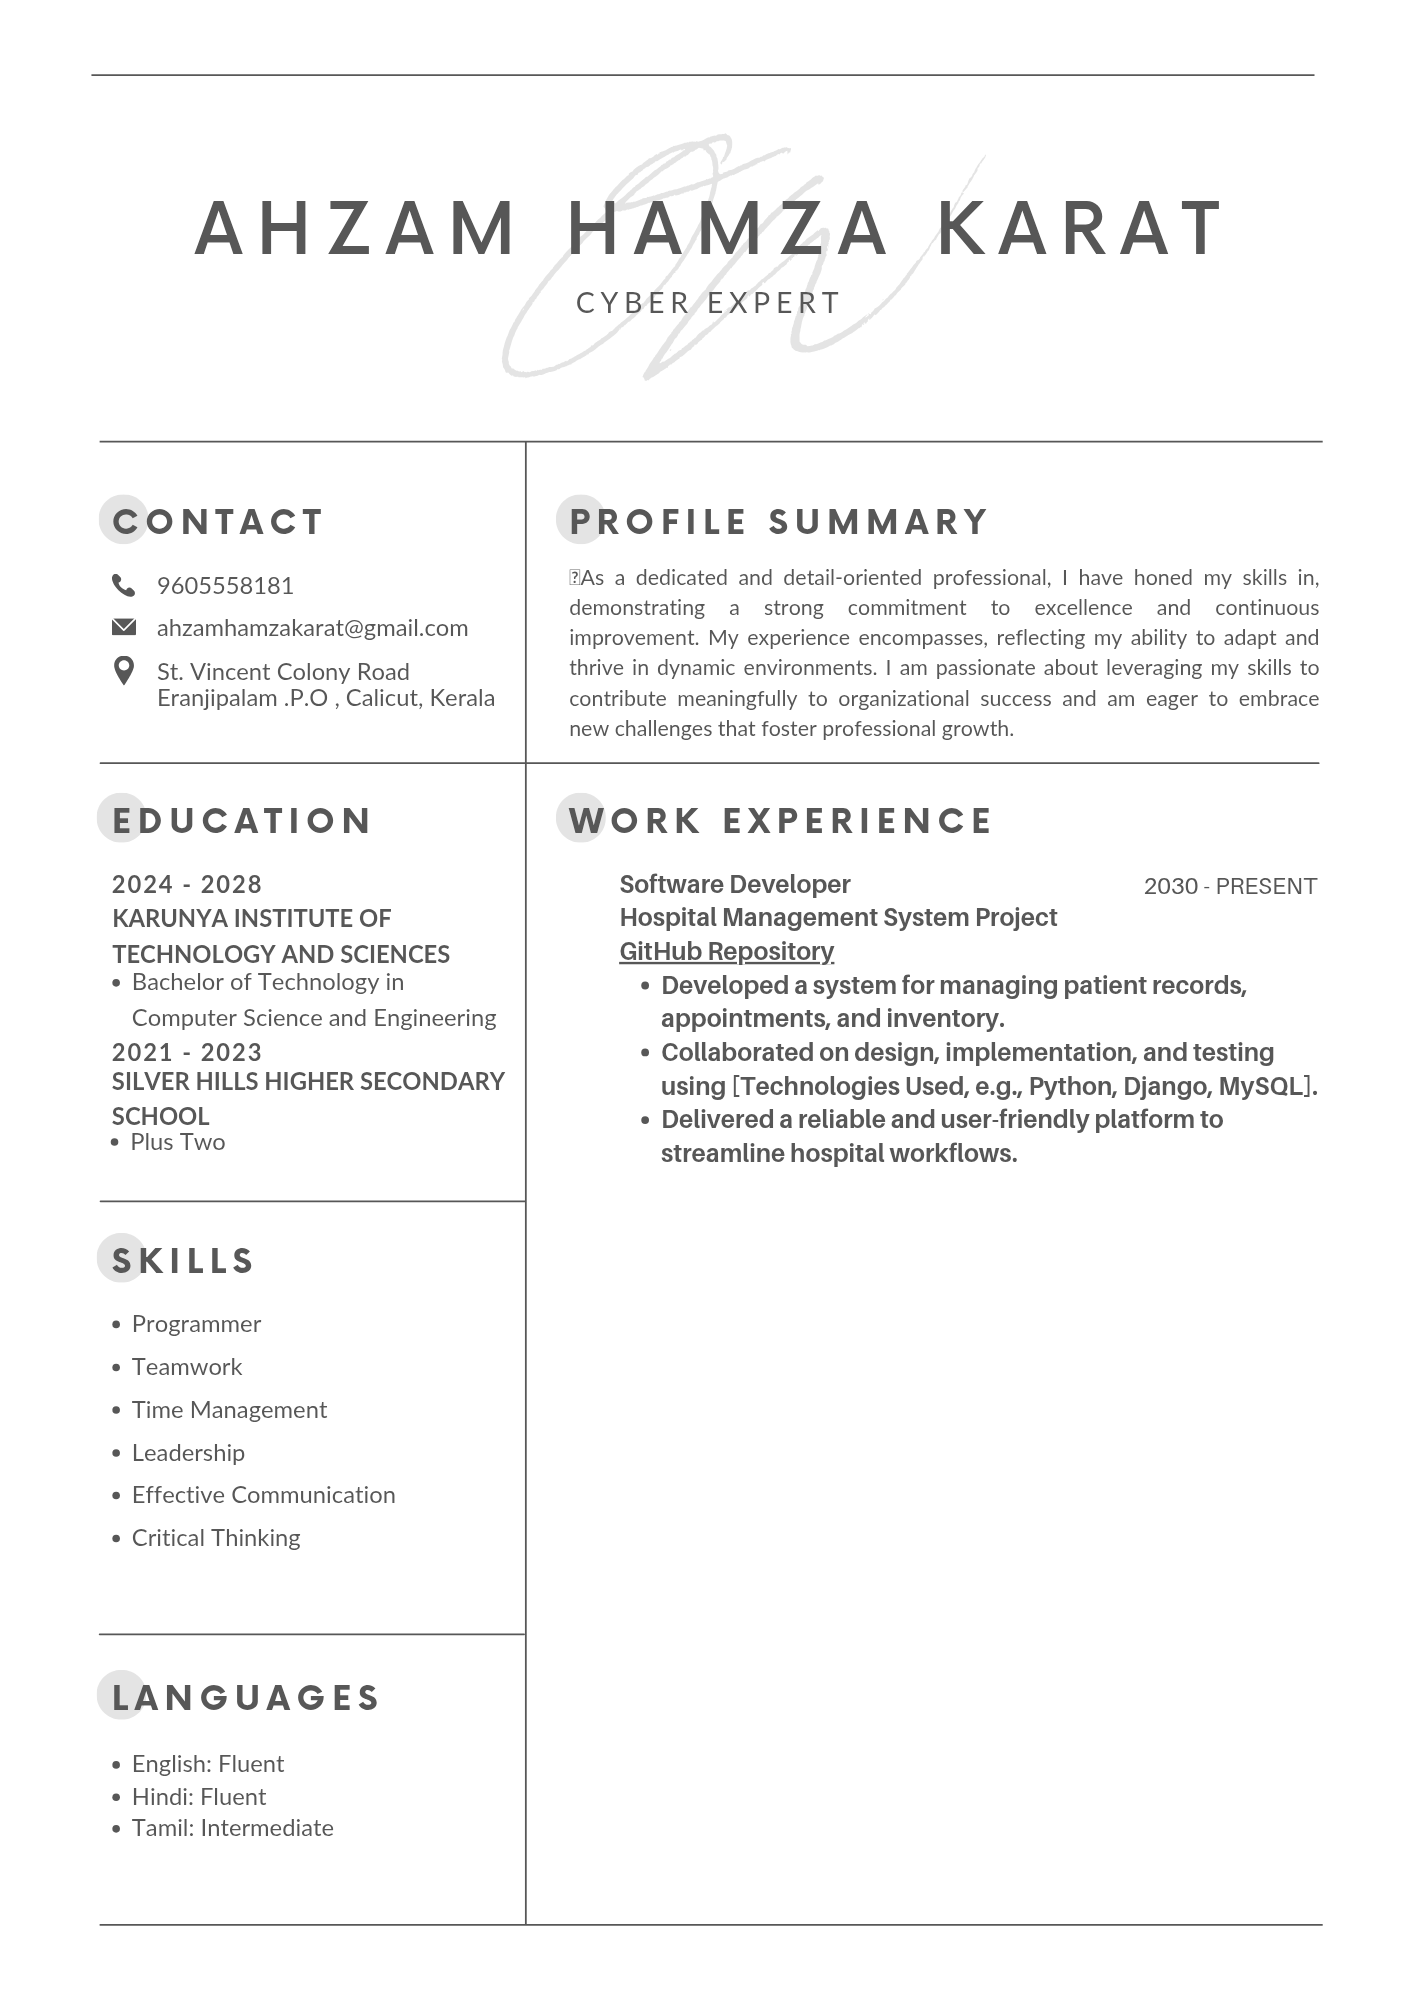 AHZAM HAMZA KARAT
CYBER EXPERT
CONTACT
9605558181
ahzamhamzakarat@gmail.com
St. Vincent Colony Road
Eranjipalam .P.O , Calicut, Kerala
PROFILE SUMMARY
As a dedicated and detail-oriented professional, I have honed my skills in,
demonstrating a strong commitment to excellence and continuous
improvement. My experience encompasses, reflecting my ability to adapt and
thrive in dynamic environments. I am passionate about leveraging my skills to
contribute meaningfully to organizational success and am eager to embrace
new challenges that foster professional growth.
EDUCATION
2024 - 2028
KARUNYA INSTITUTE OF
TECHNOLOGY AND SCIENCES
• Bachelor of Technology in
Computer Science and Engineering
2021 - 2023
SILVER HILLS HIGHER SECONDARY
SCHOOL
• Plus Two
SKILLS
• Programmer
• Teamwork
• Time Management
• Leadership
• Effective Communication
• Critical Thinking
LANGUAGES
• English: Fluent
• Hindi: Fluent
• Tamil: Intermediate
WORK EXPERIENCE
Software Developer 2030 - PRESENT
Hospital Management System Project
GitHub Repository
• Developed a system for managing patient records,
appointments, and inventory.
• Collaborated on design, implementation, and testing
using [Technologies Used, e.g., Python, Django, MySQL].
• Delivered a reliable and user-friendly platform to
streamline hospital workflows.